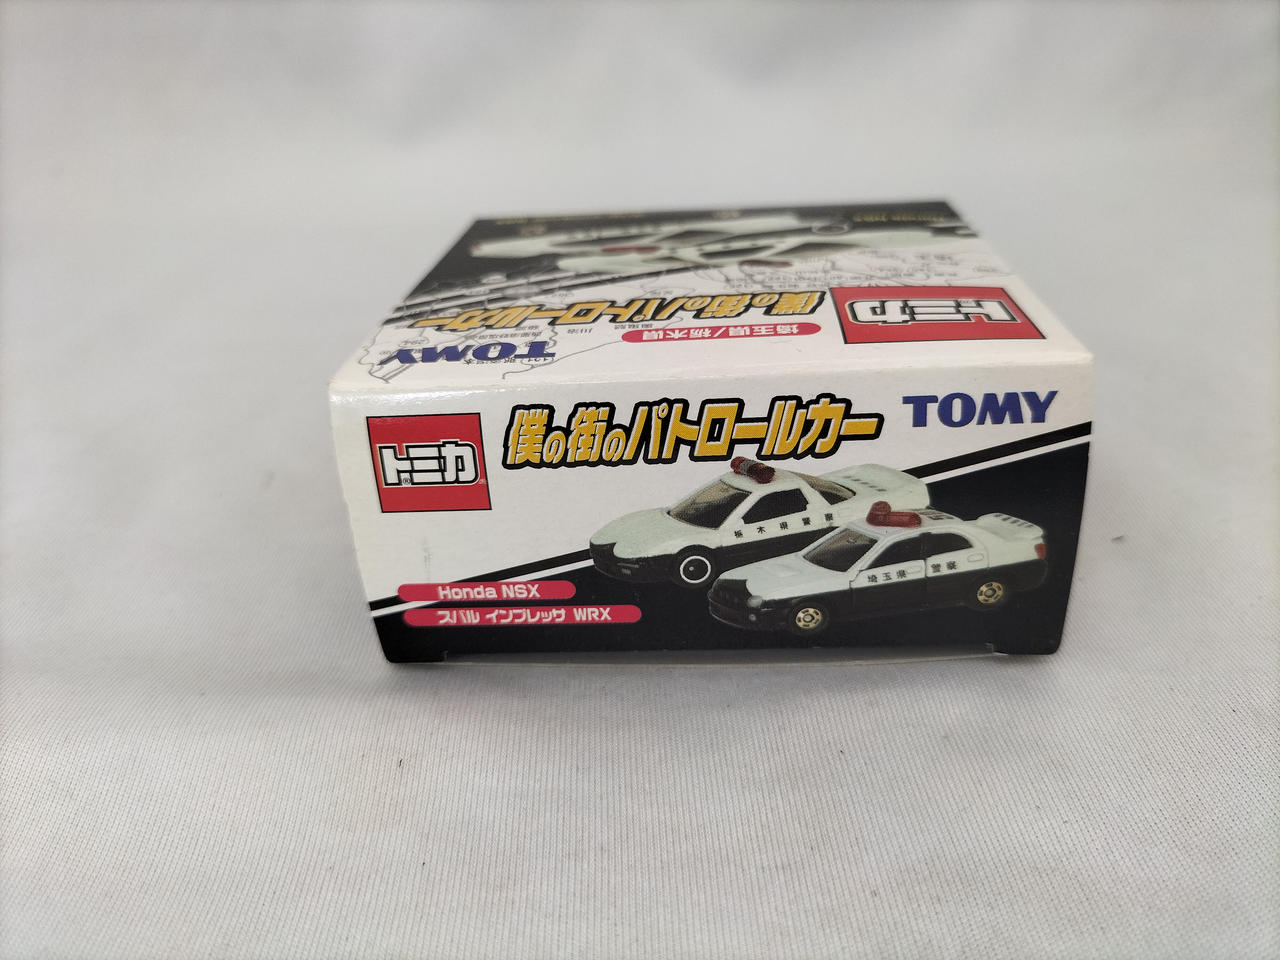 トミカ
僕の街のパトロールカー
TOMY
埼玉県/栃木県
トミカ
僕の街のパトロールカー
TOMY
栃木県警察
埼玉県警察
Honda NSX
スバル インプレッサ WRX